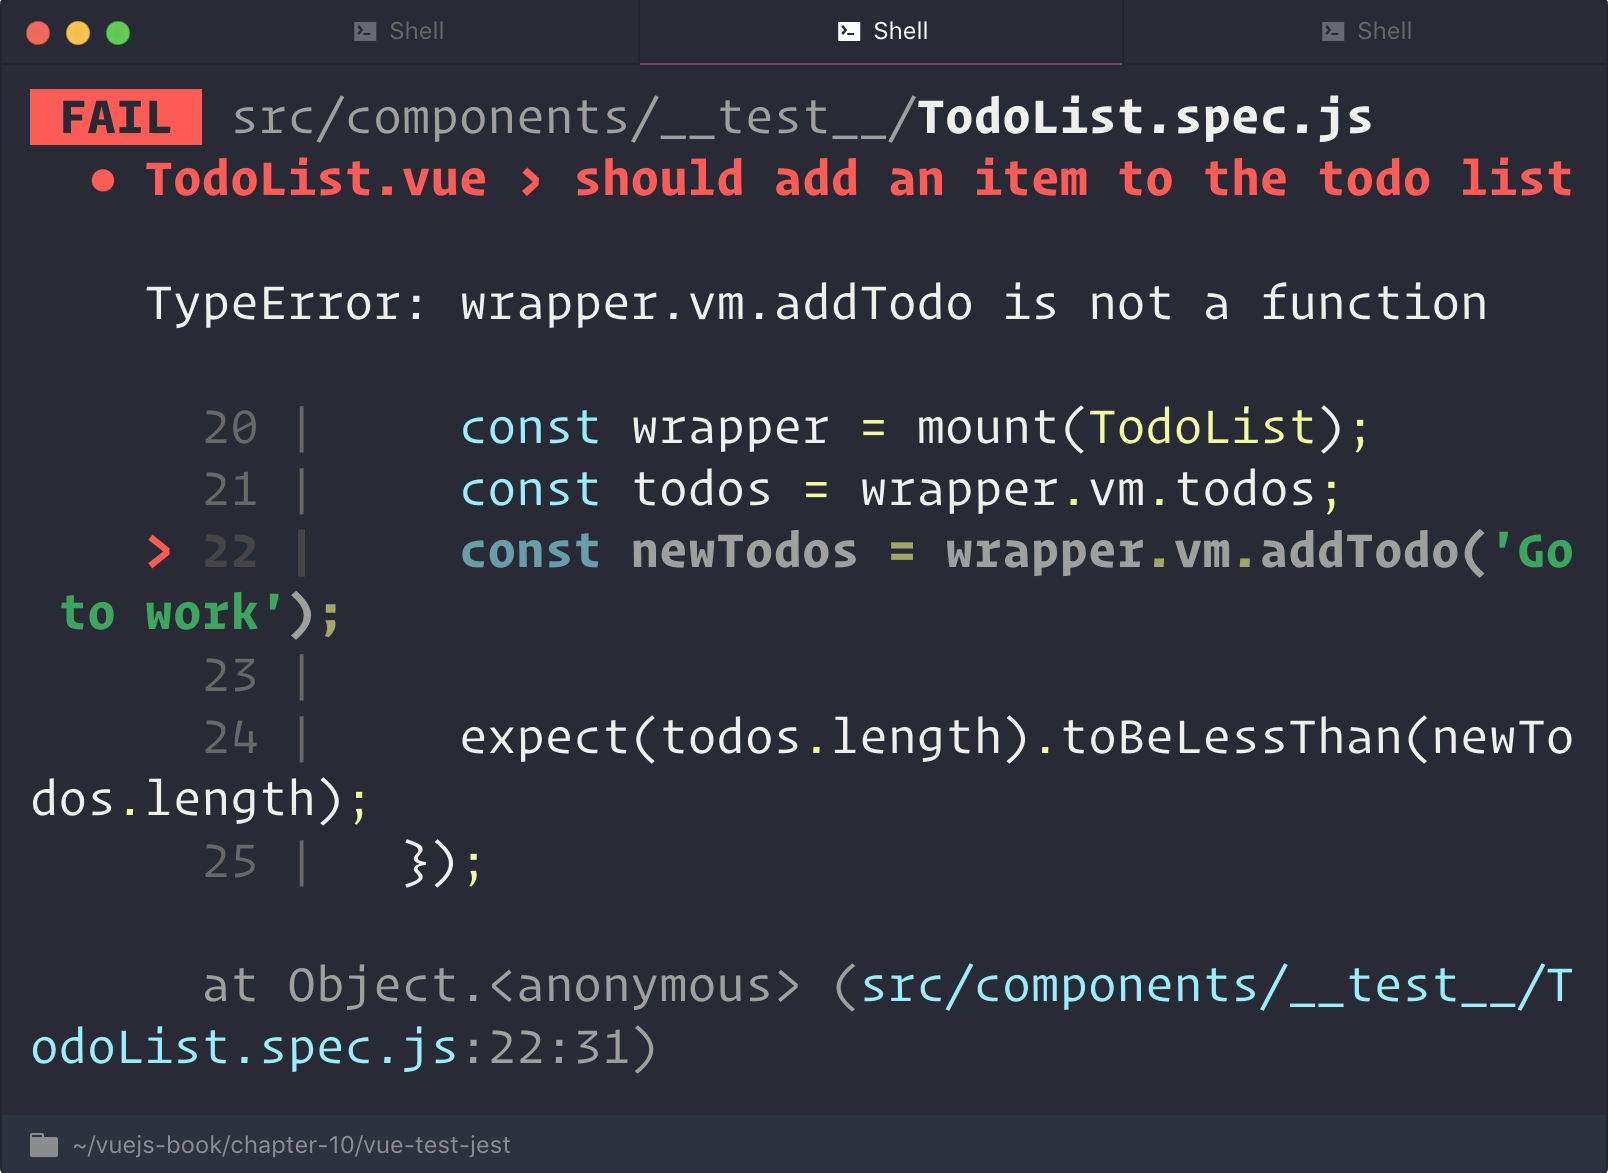 Shell
Shell
Shell
FAIL src/components/__test__/TodoList.spec.js
● TodoList.vue › should add an item to the todo list
TypeError: wrapper.vm.addTodo is not a function
20 | const wrapper = mount(TodoList);
21 | const todos = wrapper.vm.todos;
> 22 | const newTodos = wrapper.vm.addTodo('Go
to work');
23 |
24 | expect(todos.length).toBeLessThan(newTo
dos.length);
25 | });
at Object.<anonymous> (src/components/__test__/T
odoList.spec.js:22:31)
~/vuejs-book/chapter-10/vue-test-jest